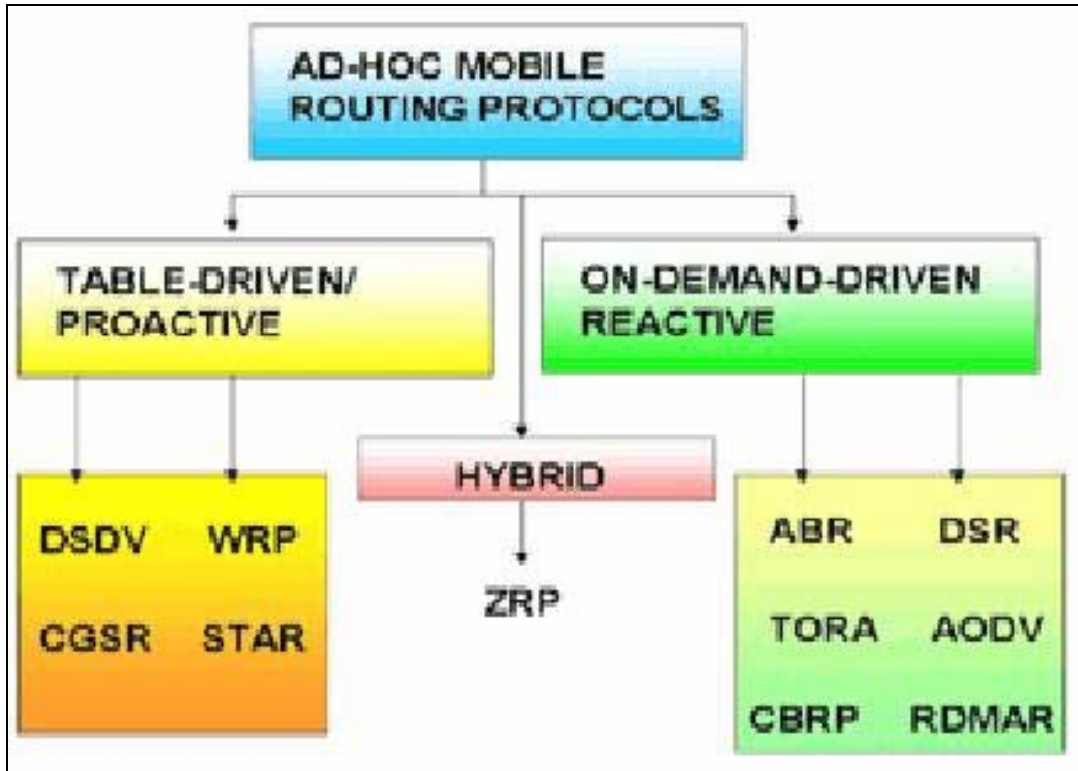 AD-HOC MOBILE
ROUTING PROTOCOLS
TABLE-DRIVEN/
PROACTIVE
ON-DEMAND-DRIVEN
REACTIVE
HYBRID
DSDV WRP
CGSR STAR
ZRP
ABR DSR
TORA AODV
CBRP RDMAR